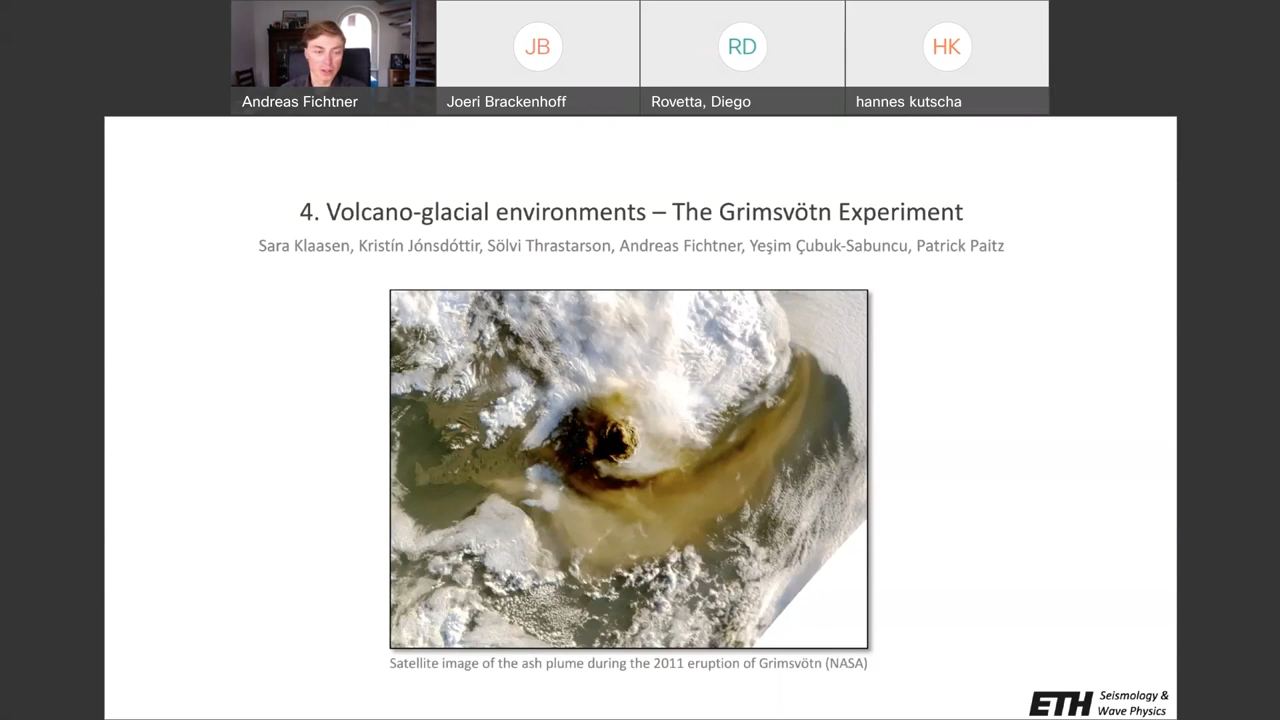 JB
RD
HK
Andreas Fichtner
Joeri Brackenhoff
Rovetta, Diego
hannes kutscha
4. Volcano-glacial environments – The Grimsvötn Experiment
Sara Klaasen, Kristín Jónsdóttir, Sölvi Thrastarson, Andreas Fichtner, Yeşim Çubuk-Sabuncu, Patrick Paitz
Satellite image of the ash plume during the 2011 eruption of Grimsvötn (NASA)
ETH Seismology &
Wave Physics